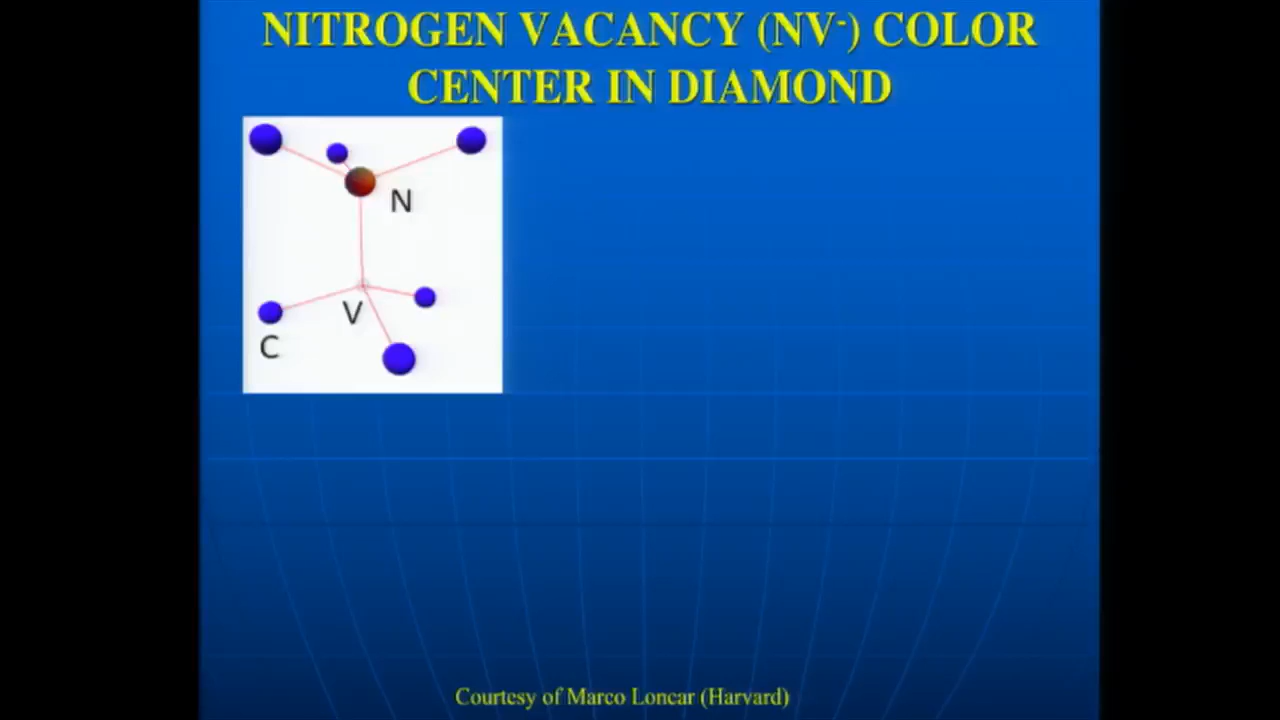 NITROGEN VACANCY (NV-) COLOR
CENTER IN DIAMOND
N
V
C
Courtesy of Marco Loncar (Harvard)